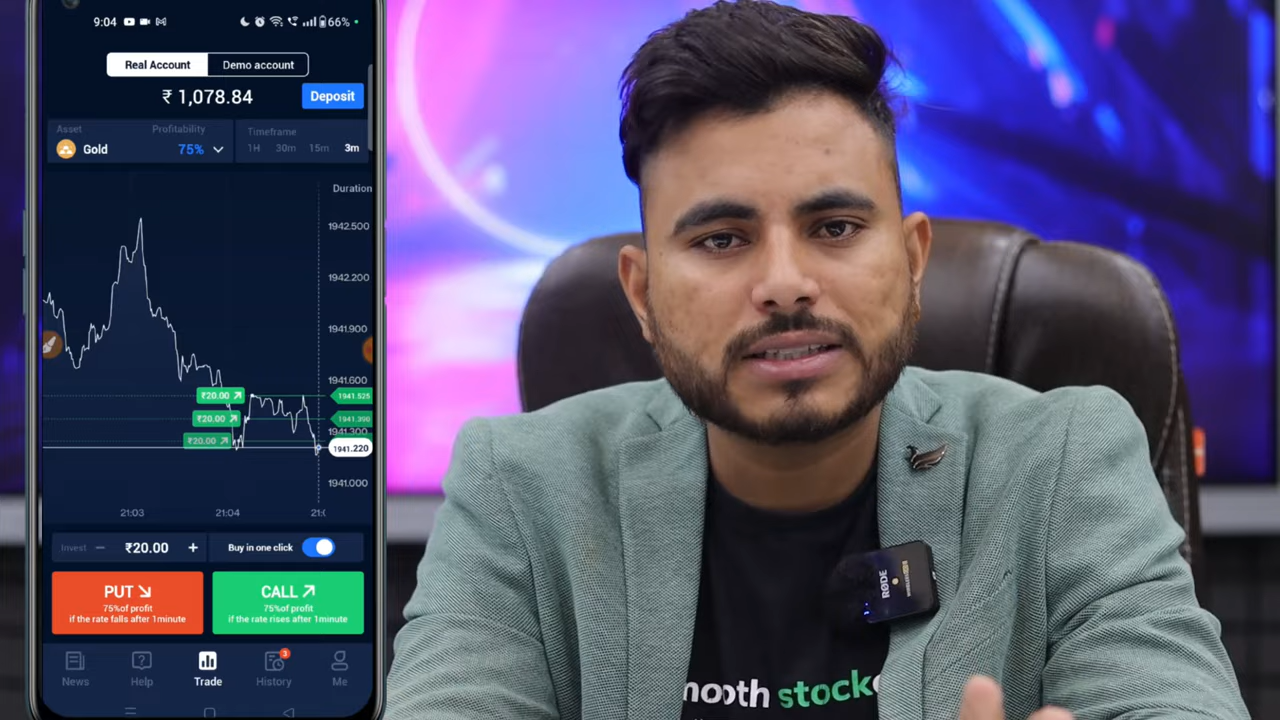 9:04
66%
Real Account
Demo account
₹ 1,078.84
Deposit
Asset
Profitability
Gold
75%
Timeframe
1H 30m 15m 3m
Duration
1942.500
1942.200
1941.900
1941.600
₹20.00
1941.525
₹20.00
1941.390
1941.300
₹20.00
1941.220
1941.000
21:03
21:04
Invest
₹20.00
Buy in one click
PUT
75%of profit
if the rate falls after 1minute
CALL
75%of profit
if the rate rises after 1minute
News
Help
Trade
3
History
Me
RØDE
stock